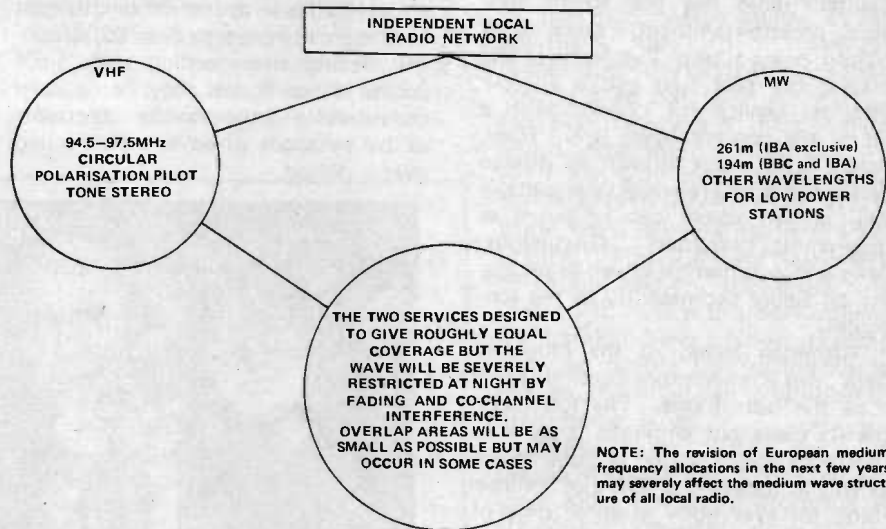 INDEPENDENT LOCAL
RADIO NETWORK
VHF
94.5–97.5MHz
CIRCULAR
POLARISATION PILOT
TONE STEREO
MW
261m (IBA exclusive)
194m (BBC and IBA)
OTHER WAVELENGTHS
FOR LOW POWER
STATIONS
THE TWO SERVICES DESIGNED
TO GIVE ROUGHLY EQUAL
COVERAGE BUT THE
WAVE WILL BE SEVERELY
RESTRICTED AT NIGHT BY
FADING AND CO-CHANNEL
INTERFERENCE.
OVERLAP AREAS WILL BE AS
SMALL AS POSSIBLE BUT MAY
OCCUR IN SOME CASES
NOTE: The revision of European medium
frequency allocations in the next few years
may severely affect the medium wave struct-
ure of all local radio.